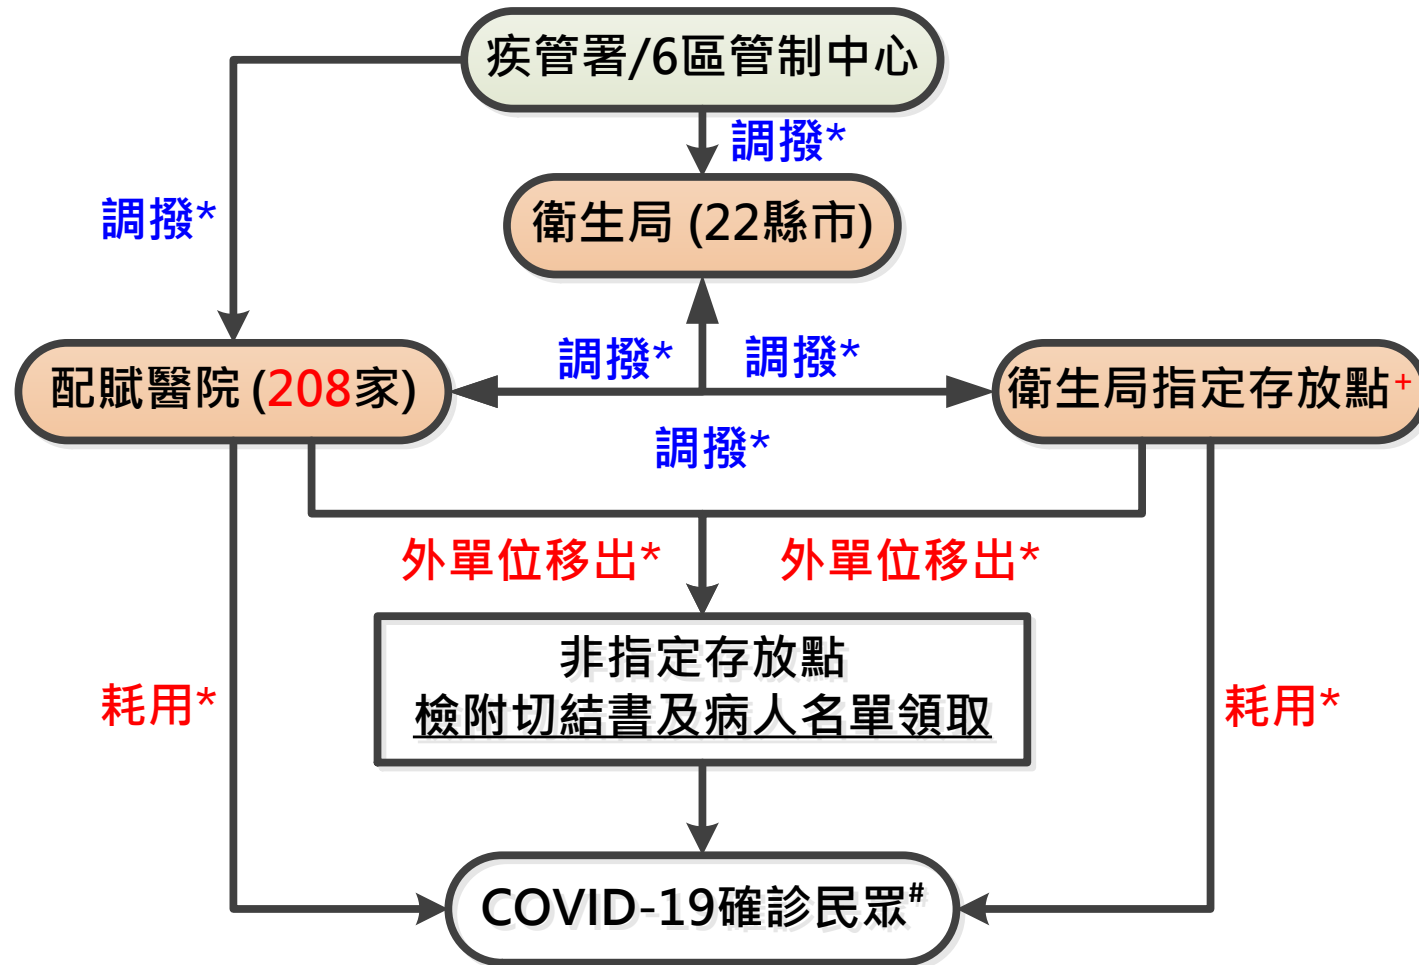 疾管署/6區管制中心
調撥*
調撥*
衛生局 (22縣市)
調撥*
調撥*
配賦醫院 (208家)
衛生局指定存放點+
調撥*
外單位移出*
外單位移出*
非指定存放點
檢附切結書及病人名單領取
耗用*
耗用*
COVID-19確診民眾#